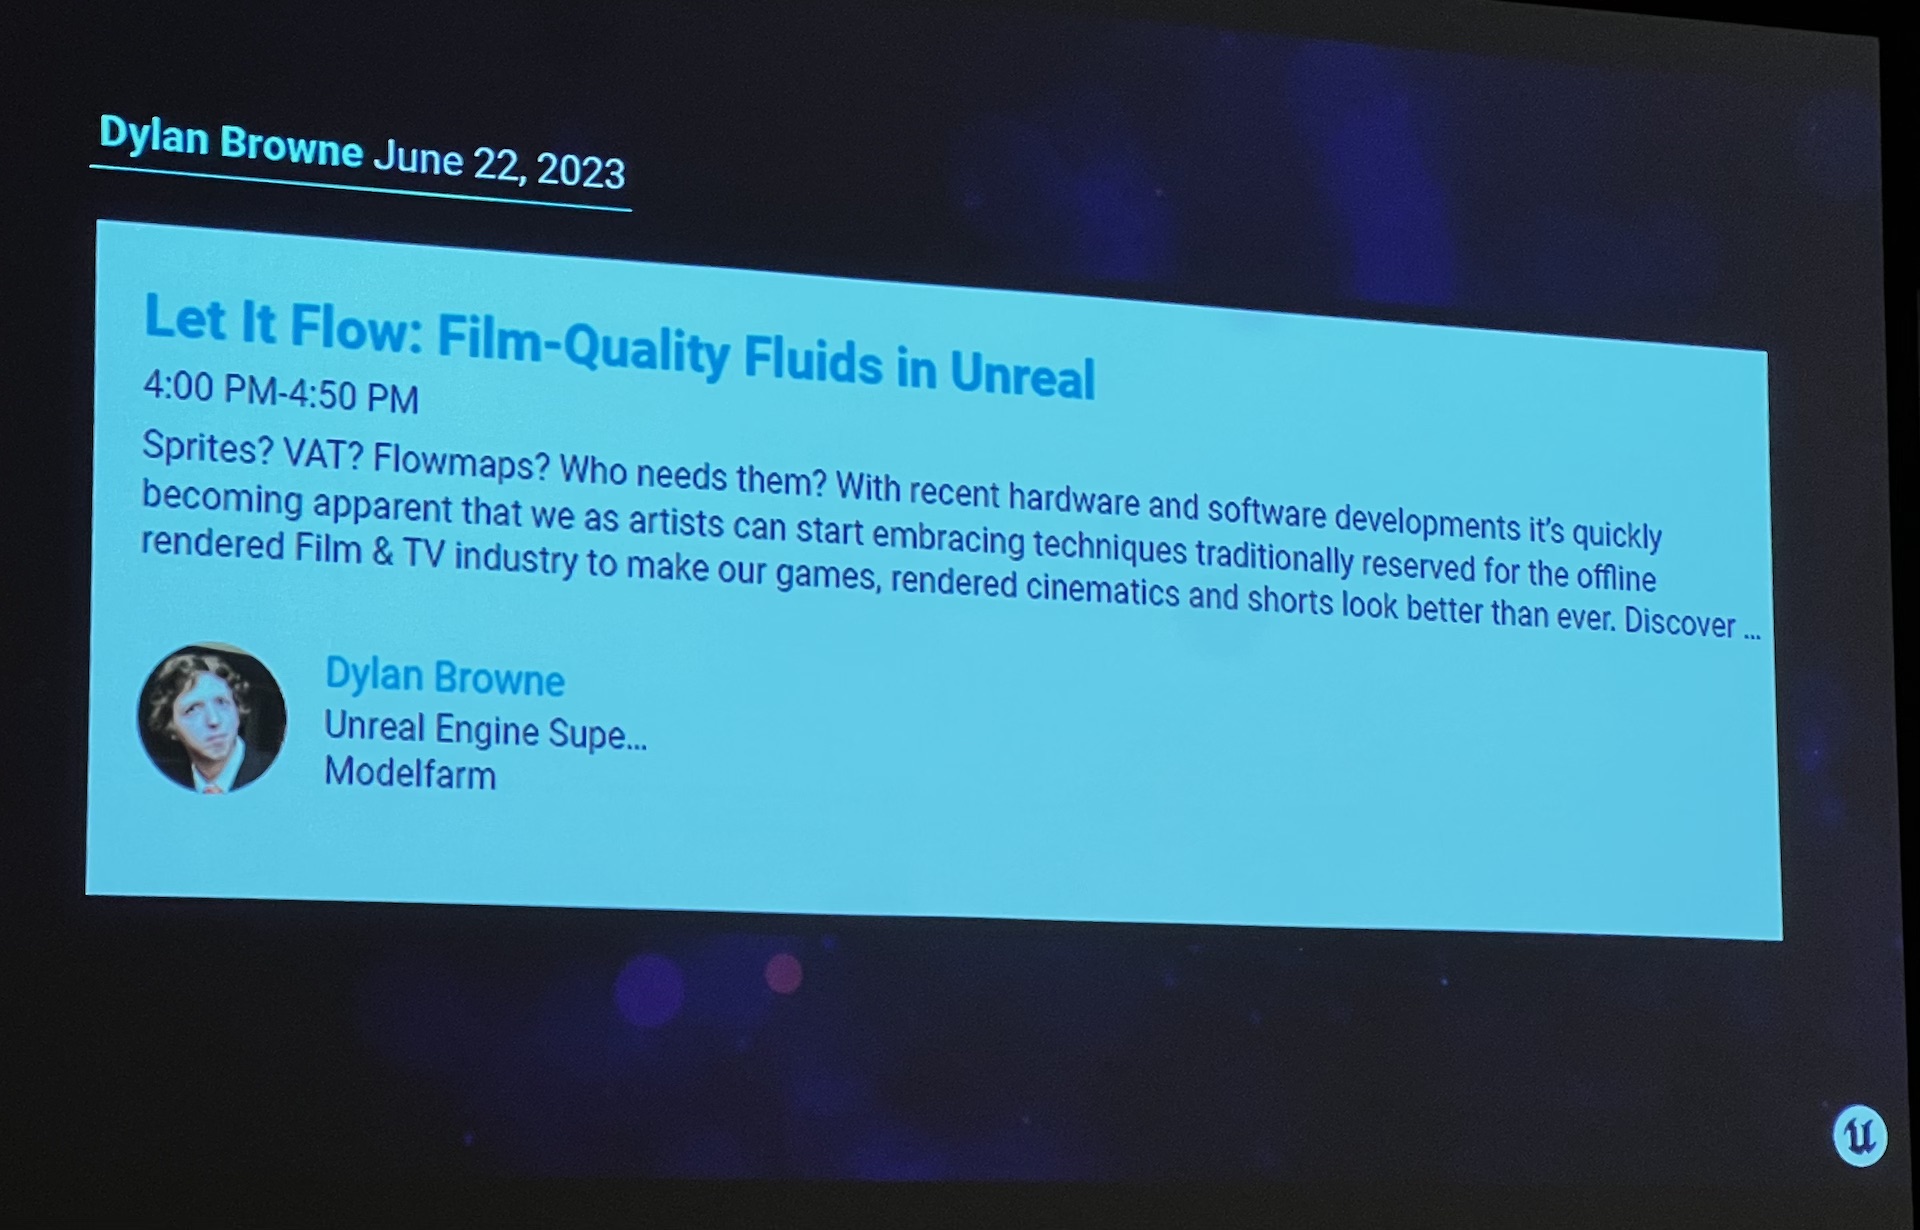 Dylan Browne June 22, 2023
Let It Flow: Film-Quality Fluids in Unreal
4:00 PM-4:50 PM
Sprites? VAT? Flowmaps? Who needs them? With recent hardware and software developments it's quickly
becoming apparent that we as artists can start embracing techniques traditionally reserved for the offline
rendered Film & TV industry to make our games, rendered cinematics and shorts look better than ever. Discover ...
Dylan Browne
Unreal Engine Supe...
Modelfarm